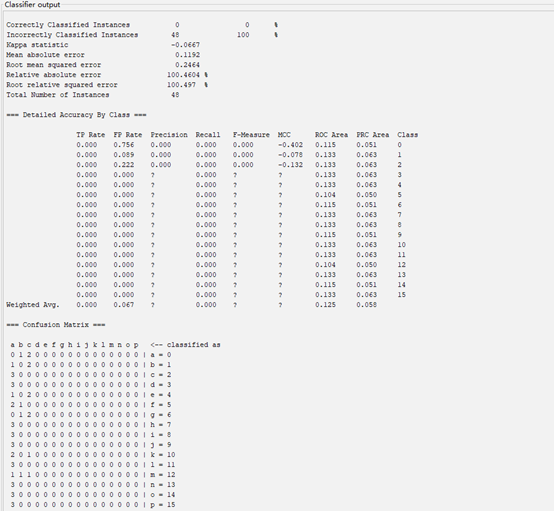 Classifier output
Correctly Classified Instances 0 0 %
Incorrectly Classified Instances 48 100 %
Kappa statistic -0.0667
Mean absolute error 0.1192
Root mean squared error 0.2464
Relative absolute error 100.4604 %
Root relative squared error 100.497 %
Total Number of Instances 48
=== Detailed Accuracy By Class ===
TP Rate FP Rate Precision Recall F-Measure MCC ROC Area PRC Area Class
0.000 0.756 0.000 0.000 0.000 -0.402 0.115 0.051 0
0.000 0.089 0.000 0.000 0.000 -0.078 0.133 0.063 1
0.000 0.222 0.000 0.000 0.000 -0.132 0.133 0.063 2
0.000 0.000 ? 0.000 ? ? 0.133 0.063 3
0.000 0.000 ? 0.000 ? ? 0.133 0.063 4
0.000 0.000 ? 0.000 ? ? 0.104 0.050 5
0.000 0.000 ? 0.000 ? ? 0.115 0.051 6
0.000 0.000 ? 0.000 ? ? 0.133 0.063 7
0.000 0.000 ? 0.000 ? ? 0.133 0.063 8
0.000 0.000 ? 0.000 ? ? 0.115 0.051 9
0.000 0.000 ? 0.000 ? ? 0.133 0.063 10
0.000 0.000 ? 0.000 ? ? 0.133 0.063 11
0.000 0.000 ? 0.000 ? ? 0.104 0.050 12
0.000 0.000 ? 0.000 ? ? 0.133 0.063 13
0.000 0.000 ? 0.000 ? ? 0.115 0.051 14
0.000 0.000 ? 0.000 ? ? 0.133 0.063 15
Weighted Avg. 0.000 0.067 ? 0.000 ? ? 0.125 0.058
=== Confusion Matrix ===
a b c d e f g h i j k l m n o p <-- classified as
0 1 2 0 0 0 0 0 0 0 0 0 0 0 0 0 | a = 0
1 0 2 0 0 0 0 0 0 0 0 0 0 0 0 0 | b = 1
3 0 0 0 0 0 0 0 0 0 0 0 0 0 0 0 | c = 2
3 0 0 0 0 0 0 0 0 0 0 0 0 0 0 0 | d = 3
1 0 2 0 0 0 0 0 0 0 0 0 0 0 0 0 | e = 4
2 1 0 0 0 0 0 0 0 0 0 0 0 0 0 0 | f = 5
0 1 2 0 0 0 0 0 0 0 0 0 0 0 0 0 | g = 6
3 0 0 0 0 0 0 0 0 0 0 0 0 0 0 0 | h = 7
3 0 0 0 0 0 0 0 0 0 0 0 0 0 0 0 | i = 8
3 0 0 0 0 0 0 0 0 0 0 0 0 0 0 0 | j = 9
2 0 1 0 0 0 0 0 0 0 0 0 0 0 0 0 | k = 10
3 0 0 0 0 0 0 0 0 0 0 0 0 0 0 0 | l = 11
1 1 1 0 0 0 0 0 0 0 0 0 0 0 0 0 | m = 12
3 0 0 0 0 0 0 0 0 0 0 0 0 0 0 0 | n = 13
3 0 0 0 0 0 0 0 0 0 0 0 0 0 0 0 | o = 14
3 0 0 0 0 0 0 0 0 0 0 0 0 0 0 0 | p = 15